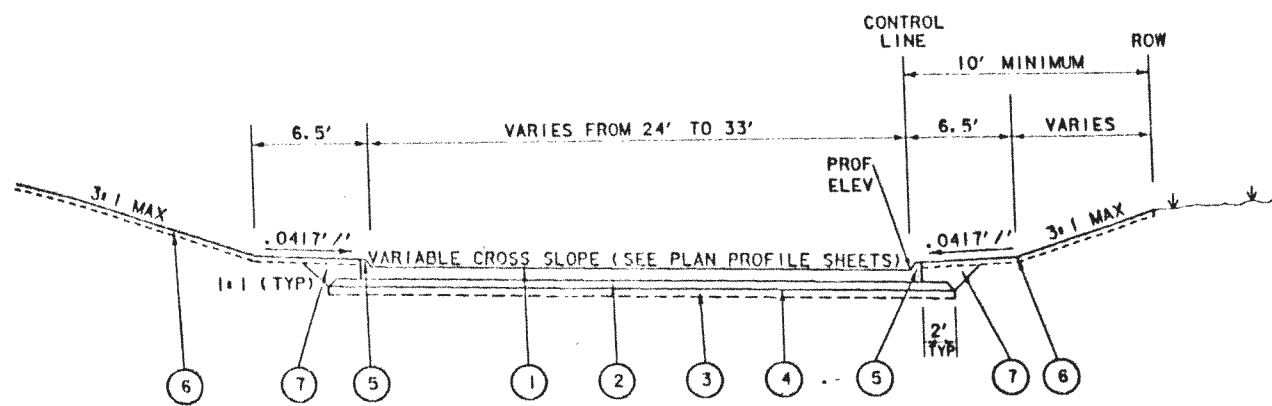 CONTROL
LINE
ROW
10' MINIMUM
6.5'
VARIES FROM 24' TO 33'
6.5'
VARIES
PROF
ELEV
3:1 MAX
3:1 MAX
.0417'/'
.0417'/'
VARIABLE CROSS SLOPE (SEE PLAN PROFILE SHEETS)
1:1 (TYP)
2'
TYP
6
7
5
1
2
3
4
5
7
6